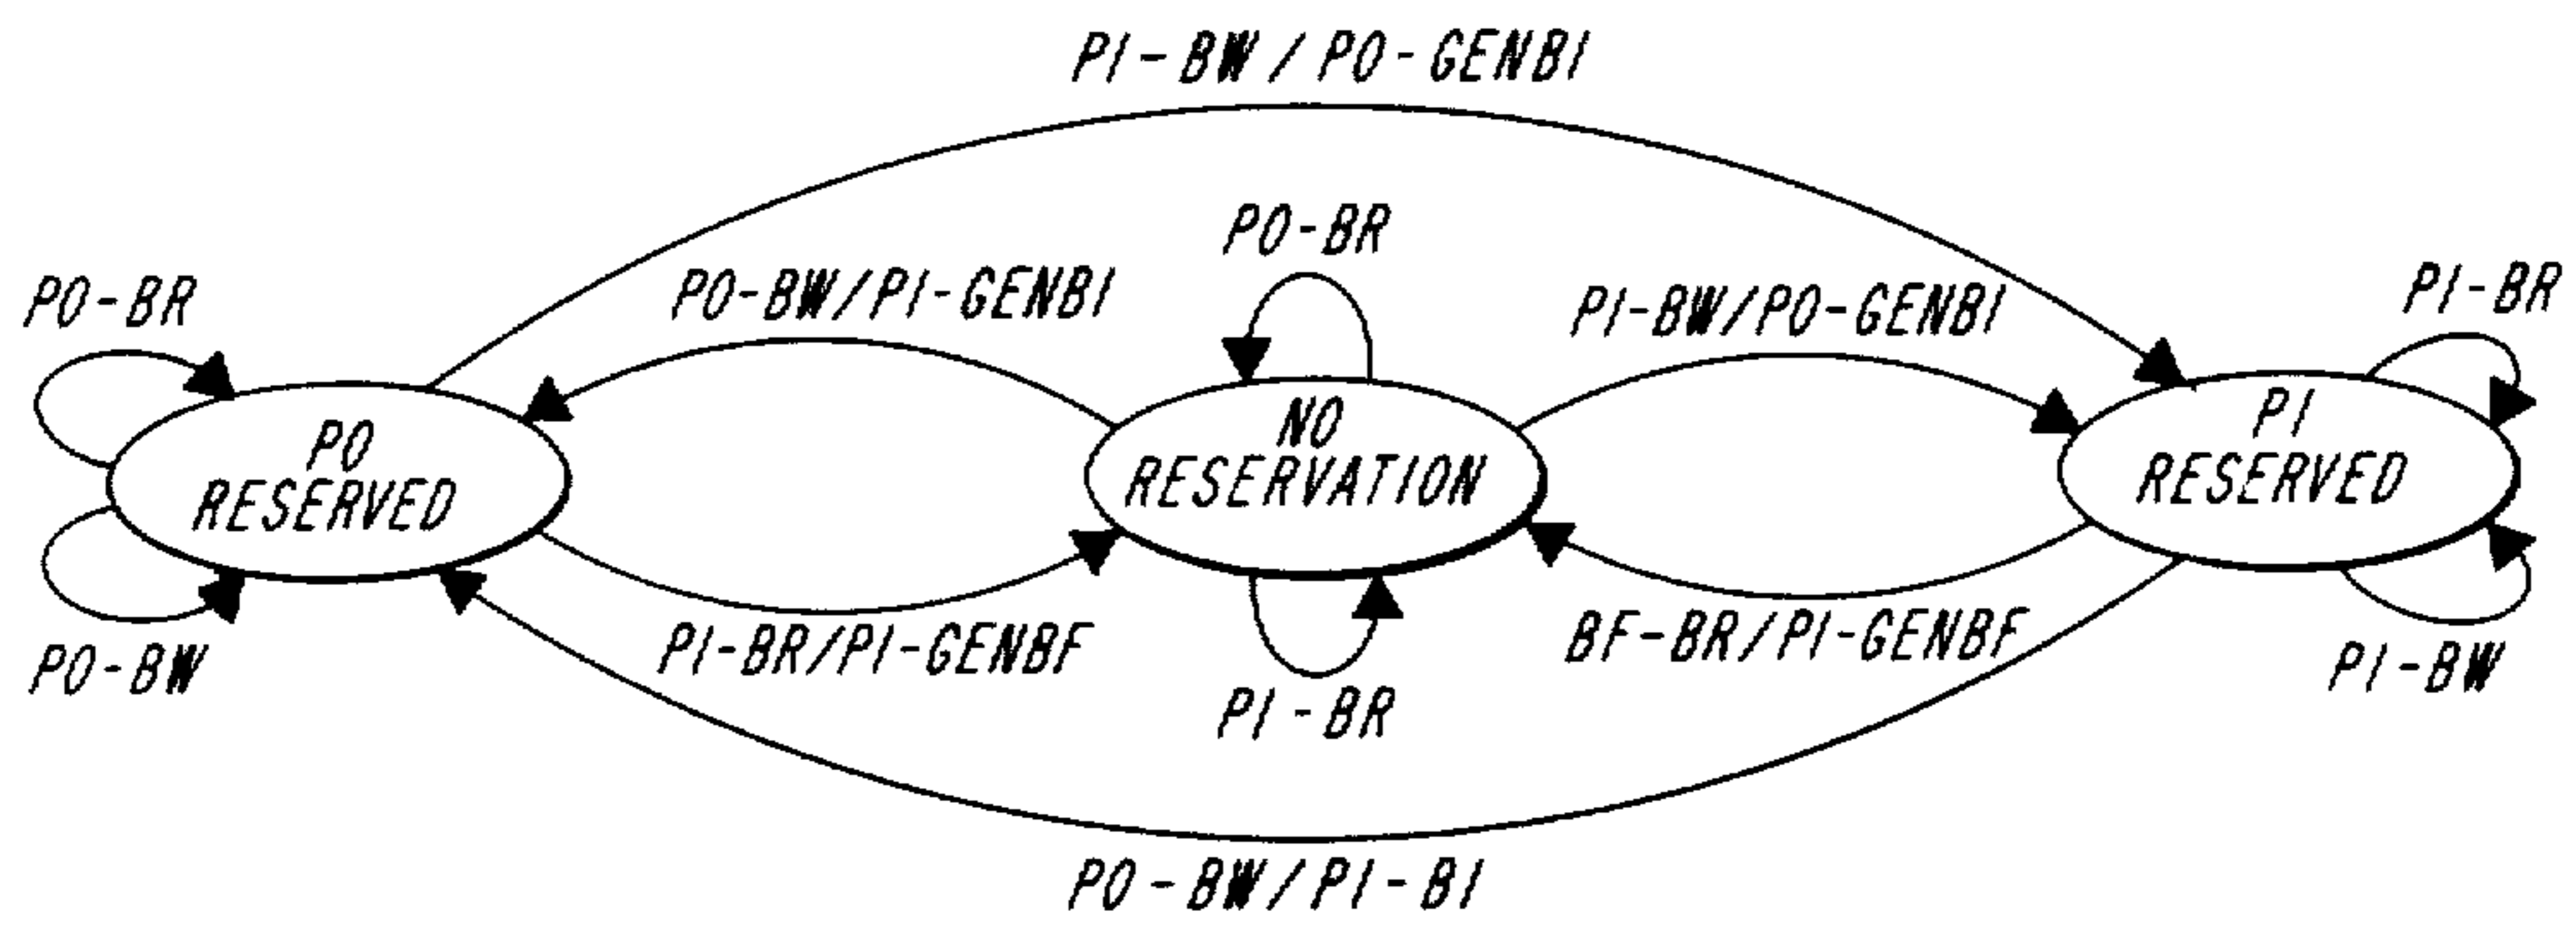 PI-BW/PO-GENBI
PO-BR
PO-BW/PI-GENBI
PO-BR
PI-BW/PO-GENBI
PI-BR
PO
RESERVED
NO
RESERVATION
PI
RESERVED
PO-BW
PI-BR/PI-GENBF
PI-BR
BF-BR/PI-GENBF
PI-BW
PO-BW/PI-BI